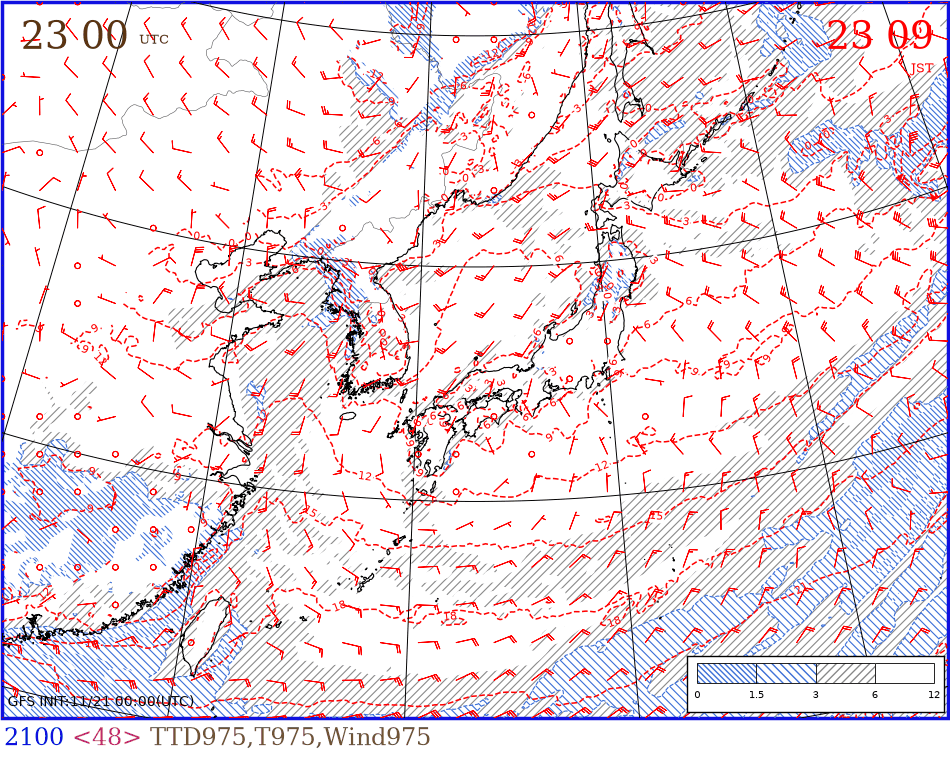 23 00 UTC
23 09
JST
GFS INIT:11/21 00:00(UTC)
0 1.5 3 6 12
2100 <48> TTD975,T975,Wind975